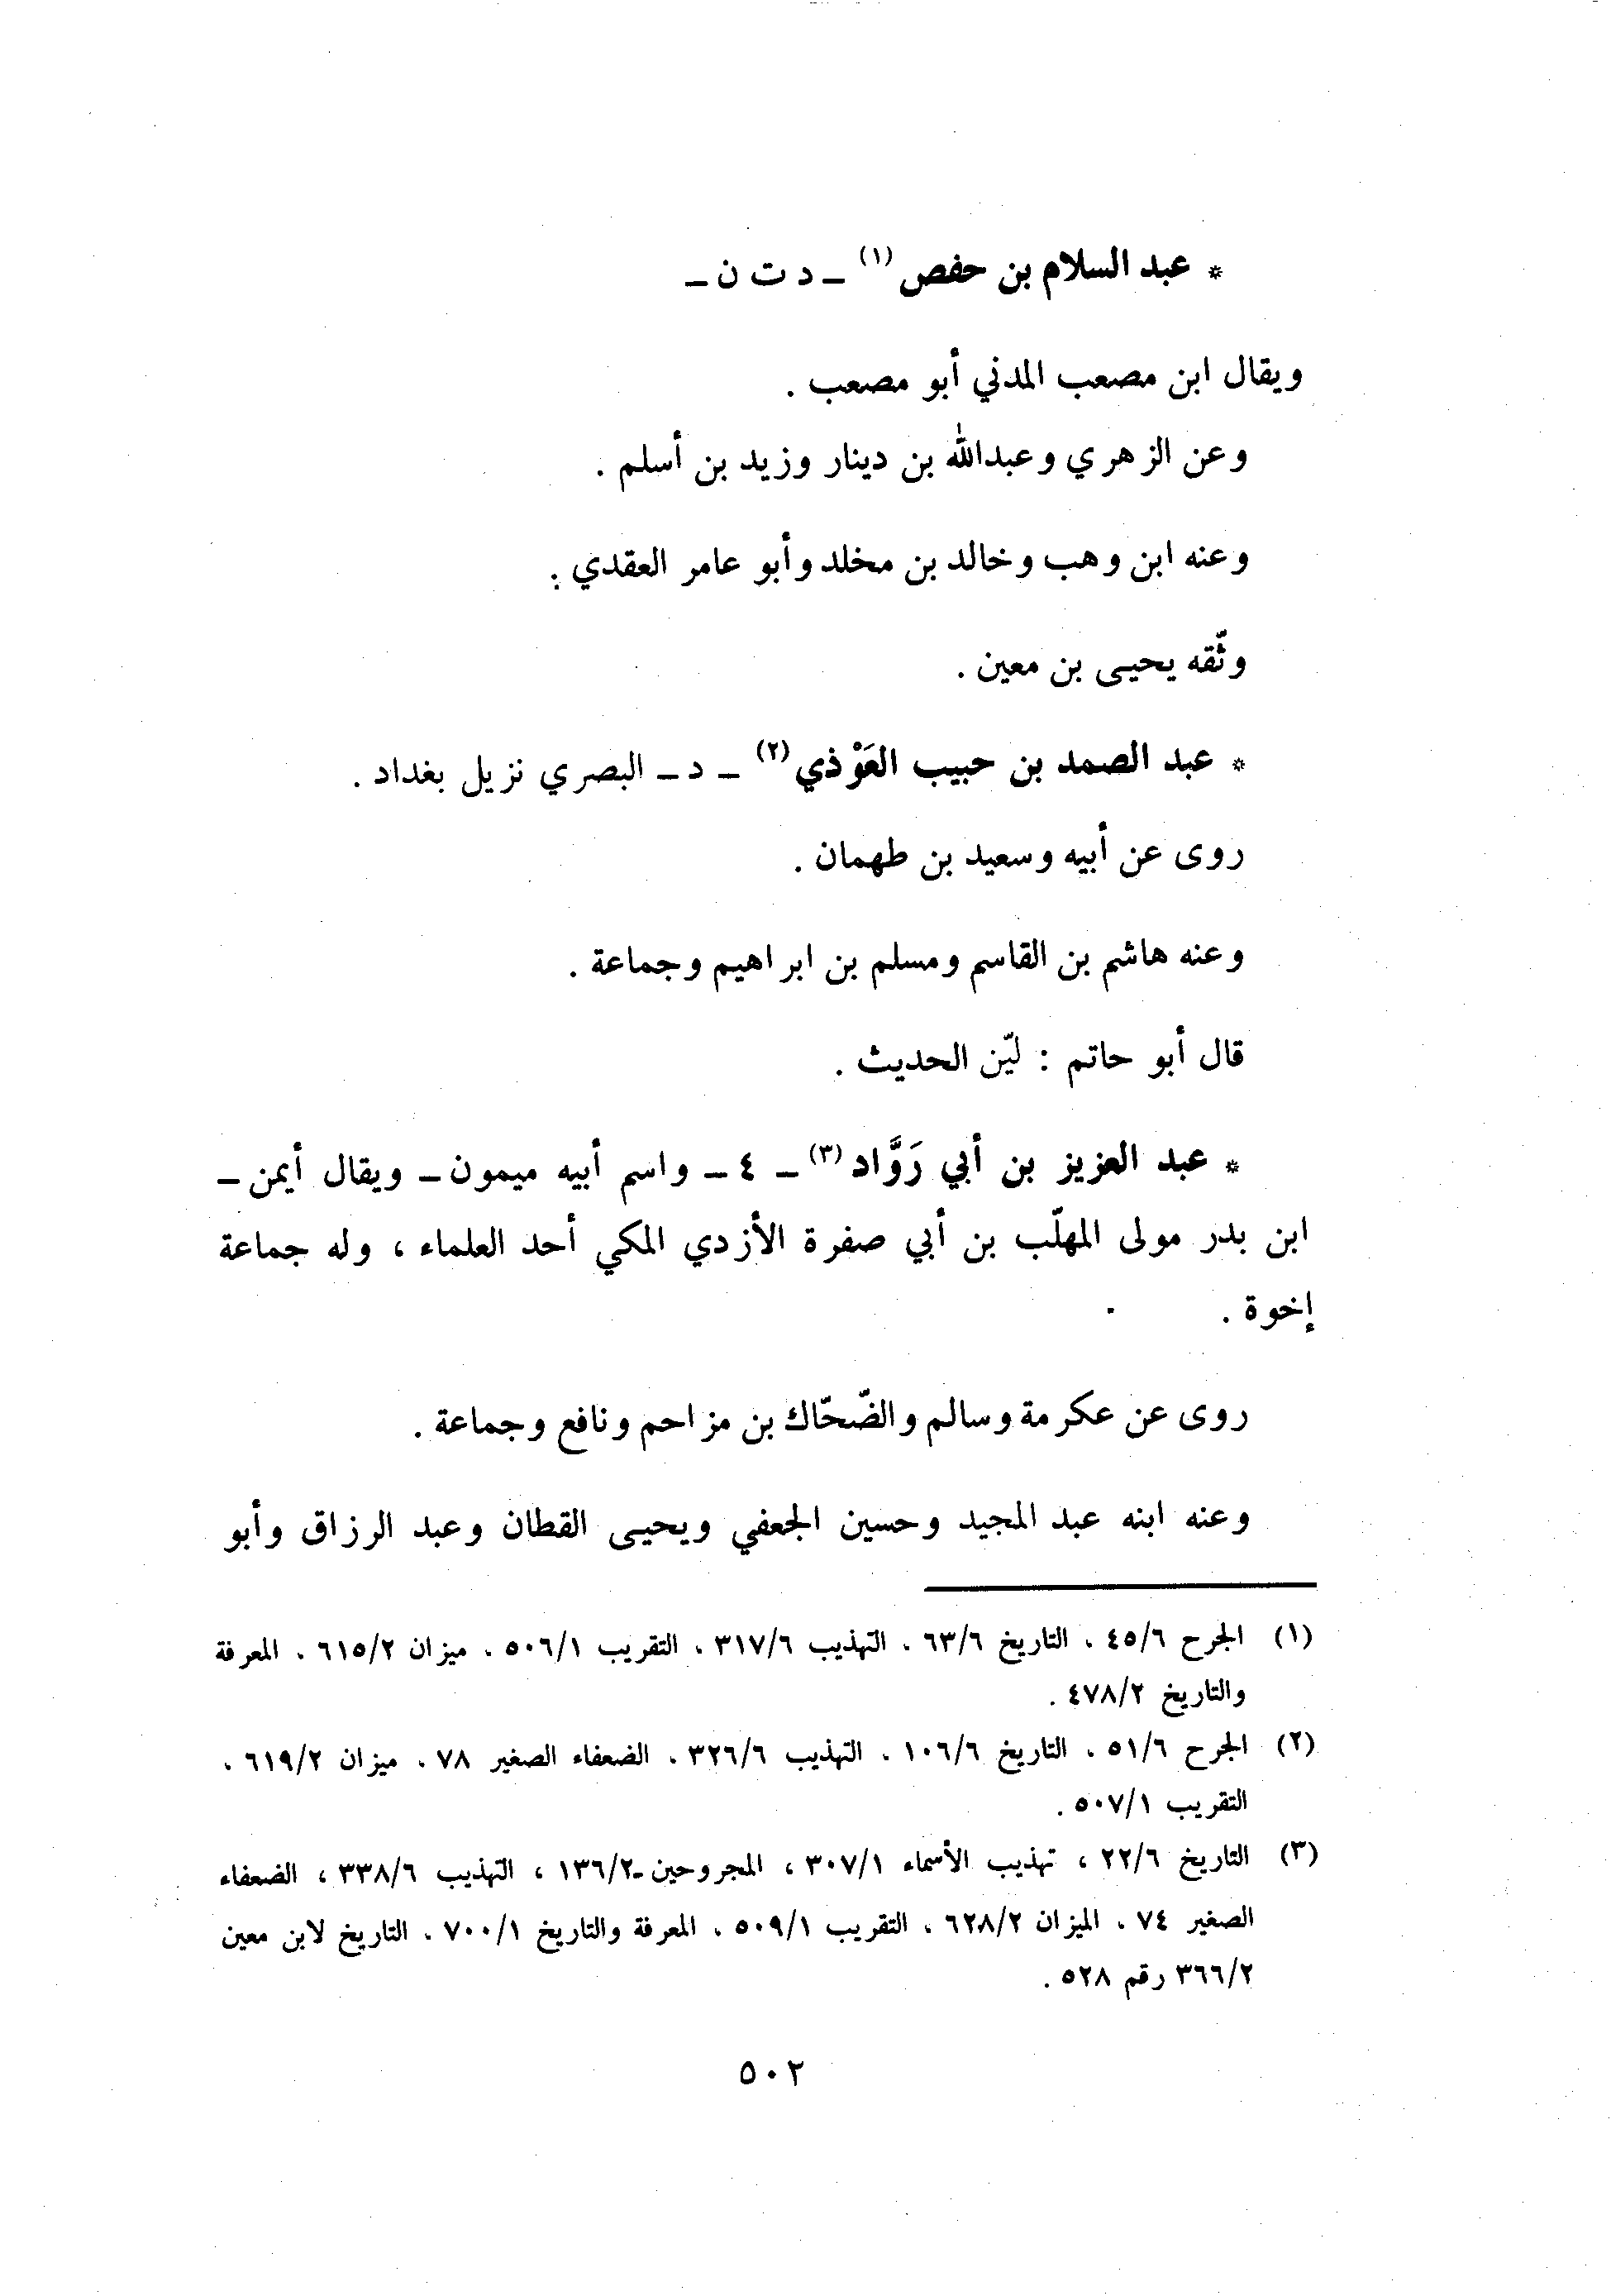 * عبد السلام بن حفص (١) ـ د ت ن ـ
ويقال ابن مصعب المدني أبو مصعب .
وعن الزهري وعبدالله بن دينار وزيد بن أسلم .
وعنه ابن وهب وخالد بن مخلد وأبو عامر العقدي :
وثّقه يحيى بن معين .
* عبد الصمد بن حبيب العَوْذي (٢) ـ د ـ البصري نزيل بغداد .
روى عن أبيه وسعيد بن طهمان .
وعنه هاشم بن القاسم ومسلم بن ابراهيم وجماعة .
قال أبو حاتم : ليّن الحديث .
* عبد العزيز بن أبي رَوَّاد (٣) ـ ٤ ـ واسم أبيه ميمون ـ ويقال أيمن ـ
ابن بدر مولى المهلّب بن أبي صفرة الأزدي المكي أحد العلماء ، وله جماعة
إخوة .
روى عن عكرمة وسالم والضّحّاك بن مزاحم ونافع وجماعة .
وعنه ابنه عبد المجيد وحسين الجعفي ويحيى القطان وعبد الرزاق وأبو
(١) الجرح ٤٥/٦ . التاريخ ٦٣/٦ . التهذيب ٣١٧/٦ . التقريب ٥٠٦/١ . ميزان ٦١٥/٢ . المعرفة
والتاريخ ٤٧٨/٢ .
(٢) الجرح ٥١/٦ . التاريخ ١٠٦/٦ . التهذيب ٣٢٦/٦ . الضعفاء الصغير ٧٨ . ميزان ٦١٩/٢ .
التقريب ٥٠٧/١ .
(٣) التاريخ ٢٢/٦ ، تهذيب الأسماء ٣٠٧/١ ، المجروحين ـ ١٣٦/٢ ، التهذيب ٣٣٨/٦ ، الضعفاء
الصغير ٧٤ . الميزان ٦٢٨/٢ . التقريب ٥٠٩/١ . المعرفة والتاريخ ٧٠٠/١ . التاريخ لابن معين
٣٦٦/٢ رقم ٥٢٨ .
٥٠٢